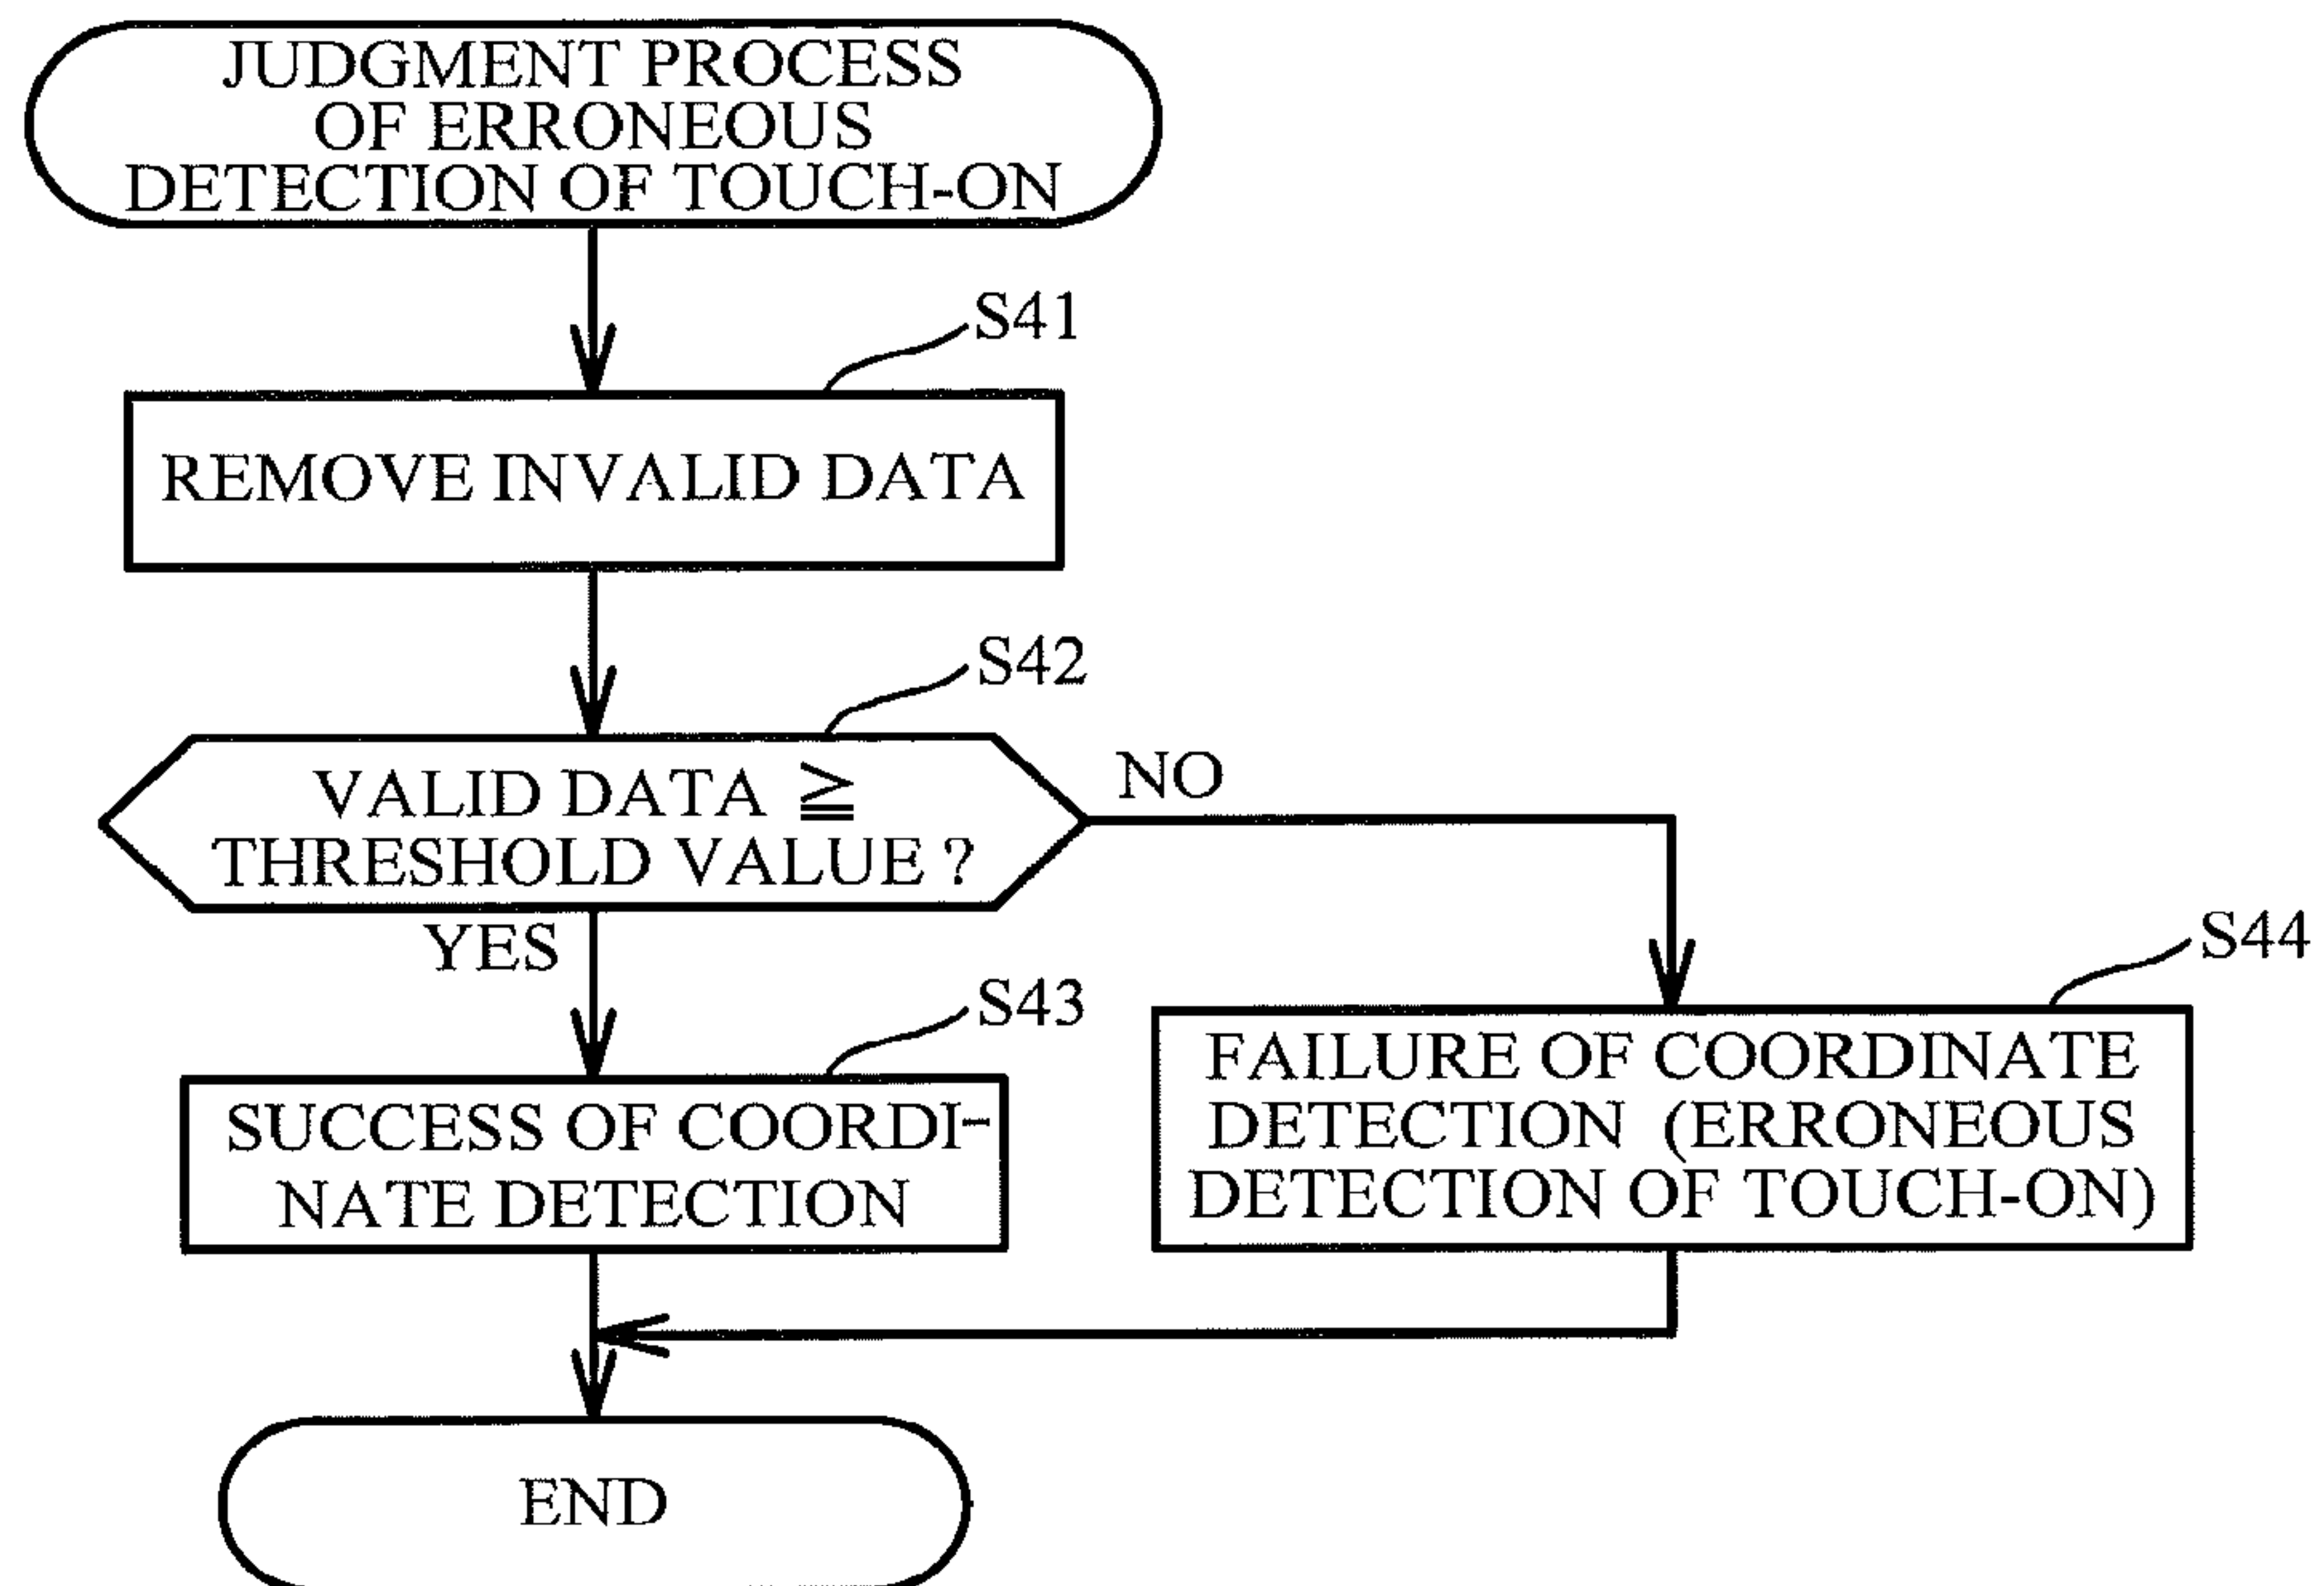 JUDGMENT PROCESS
OF ERRONEOUS
DETECTION OF TOUCH-ON
S41
REMOVE INVALID DATA
S42
VALID DATA ≧
THRESHOLD VALUE ?
NO
YES
S43
SUCCESS OF COORDI-
NATE DETECTION
S44
FAILURE OF COORDINATE
DETECTION (ERRONEOUS
DETECTION OF TOUCH-ON)
END